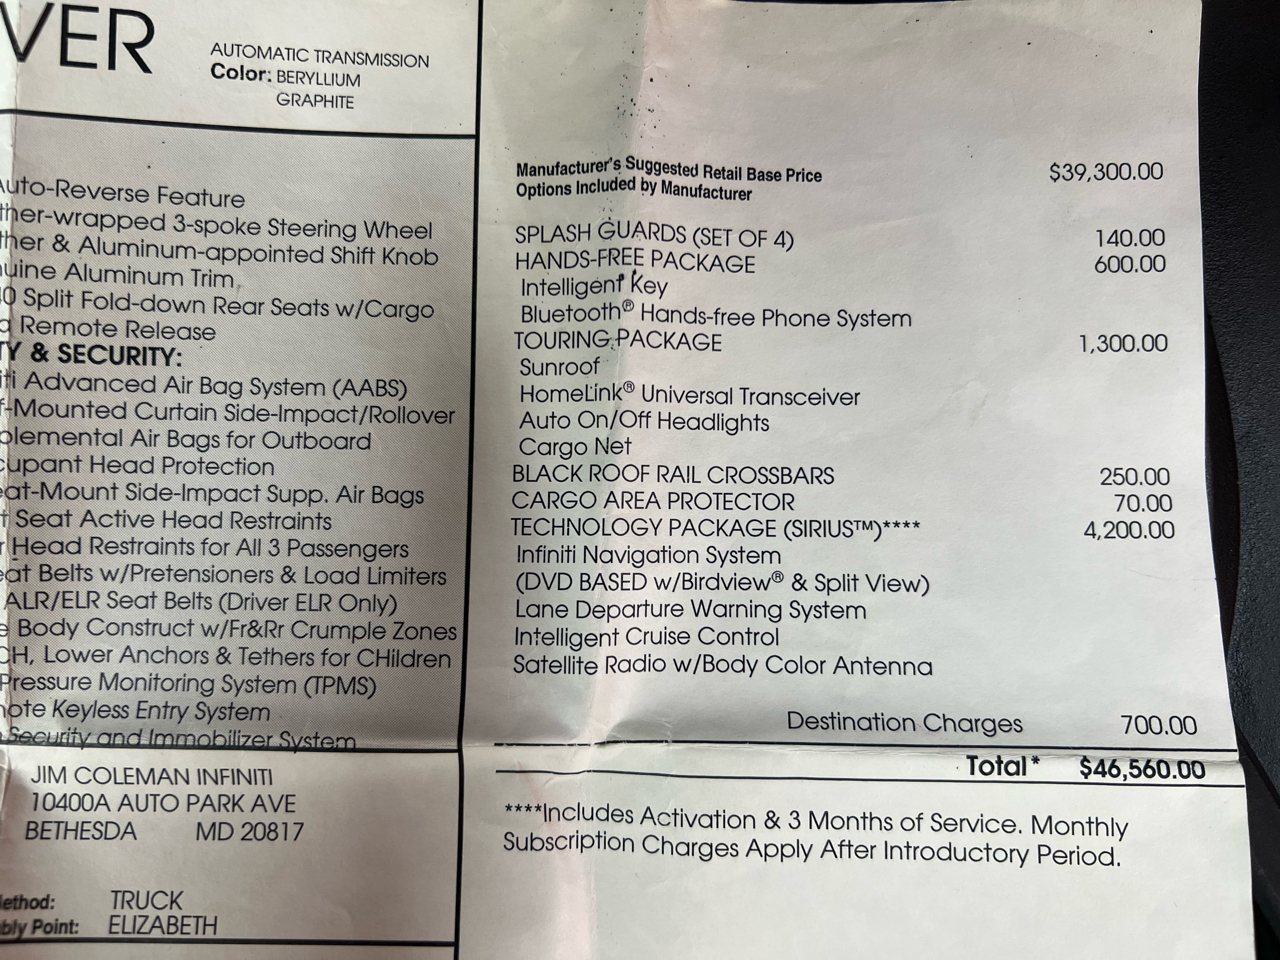 VER
AUTOMATIC TRANSMISSION
Color: BERYLLIUM
GRAPHITE
Auto-Reverse Feature
ther-wrapped 3-spoke Steering Wheel
ther & Aluminum-appointed Shift Knob
nuine Aluminum Trim
0 Split Fold-down Rear Seats w/Cargo
Remote Release
TY & SECURITY:
iti Advanced Air Bag System (AABS)
f-Mounted Curtain Side-Impact/Rollover
plemental Air Bags for Outboard
cupant Head Protection
eat-Mount Side-Impact Supp. Air Bags
t Seat Active Head Restraints
r Head Restraints for All 3 Passengers
eat Belts w/Pretensioners & Load Limiters
ALR/ELR Seat Belts (Driver ELR Only)
e Body Construct w/Fr&Rr Crumple Zones
CH, Lower Anchors & Tethers for CHildren
Pressure Monitoring System (TPMS)
note Keyless Entry System
Security and Immobilizer System
JIM COLEMAN INFINITI
10400A AUTO PARK AVE
BETHESDA MD 20817
ethod: TRUCK
bly Point: ELIZABETH
Manufacturer's Suggested Retail Base Price $39,300.00
Options Included by Manufacturer
SPLASH GUARDS (SET OF 4) 140.00
HANDS-FREE PACKAGE 600.00
Intelligent Key
Bluetooth® Hands-free Phone System
TOURING PACKAGE 1,300.00
Sunroof
HomeLink® Universal Transceiver
Auto On/Off Headlights
Cargo Net
BLACK ROOF RAIL CROSSBARS 250.00
CARGO AREA PROTECTOR 70.00
TECHNOLOGY PACKAGE (SIRIUS™)**** 4,200.00
Infiniti Navigation System
(DVD BASED w/Birdview® & Split View)
Lane Departure Warning System
Intelligent Cruise Control
Satellite Radio w/Body Color Antenna
Destination Charges 700.00
Total* $46,560.00
****Includes Activation & 3 Months of Service. Monthly
Subscription Charges Apply After Introductory Period.